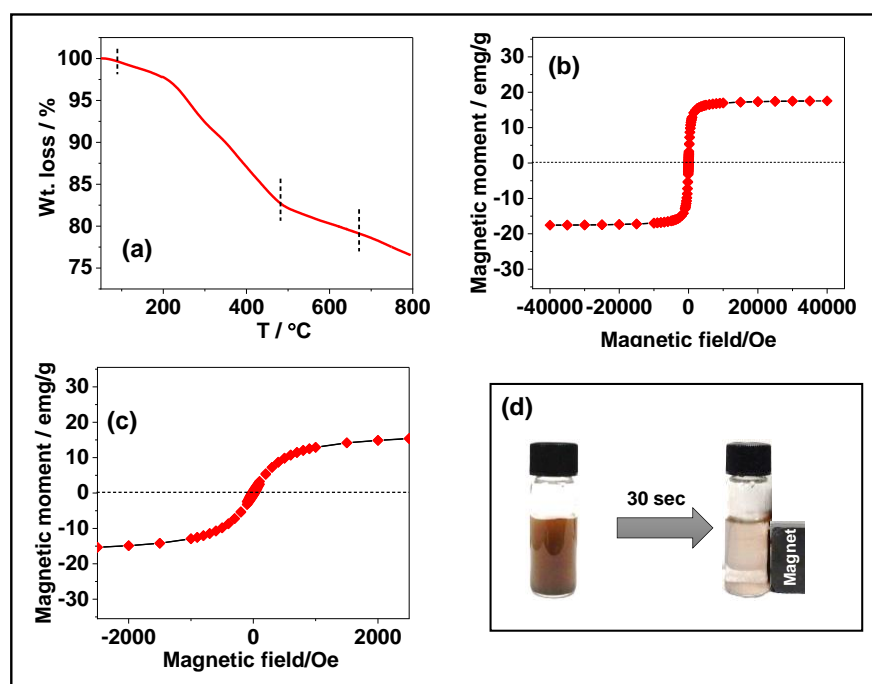 100
95
90
85
80
75
Wt. loss / %
(a)
200 400 600 800
T / °C
30
20
10
0
-10
-20
-30
Magnetic moment / emg/g
(b)
-40000 -20000 0 20000 40000
Magnetic field/Oe
30
20
10
0
-10
-20
-30
Magnetic moment / emg/g
(c)
-2000 0 2000
Magnetic field/Oe
(d)
30 sec
Magnet